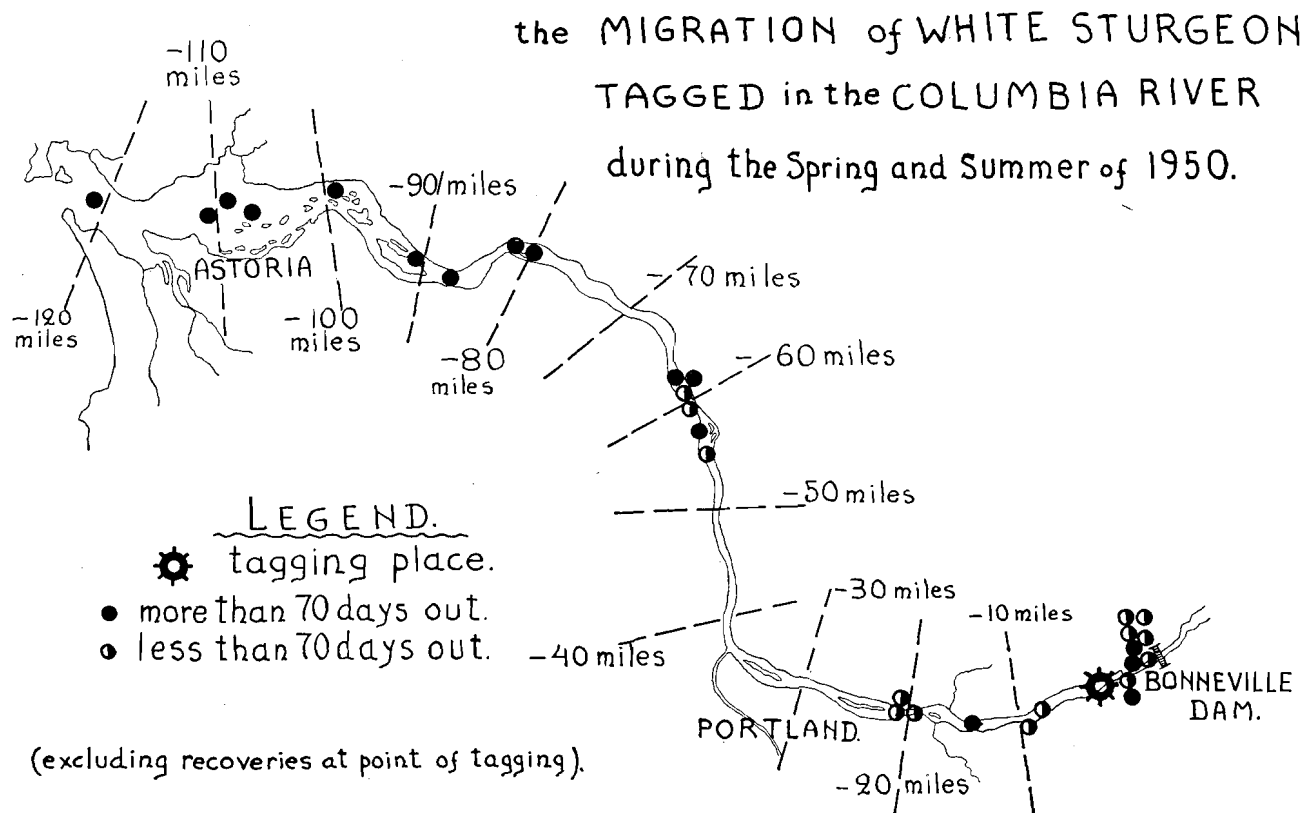 the MIGRATION of WHITE STURGEON
TAGGED in the COLUMBIA RIVER
during the Spring and Summer of 1950.
-110
miles
-90 miles
ASTORIA
-70 miles
-120
miles
-100
miles
-80
miles
-60 miles
-50 miles
LEGEND.
tagging place.
more than 70 days out.
less than 70 days out.
-30 miles
-10 miles
-40 miles
BONNEVILLE
DAM.
PORTLAND.
(excluding recoveries at point of tagging).
-20 miles